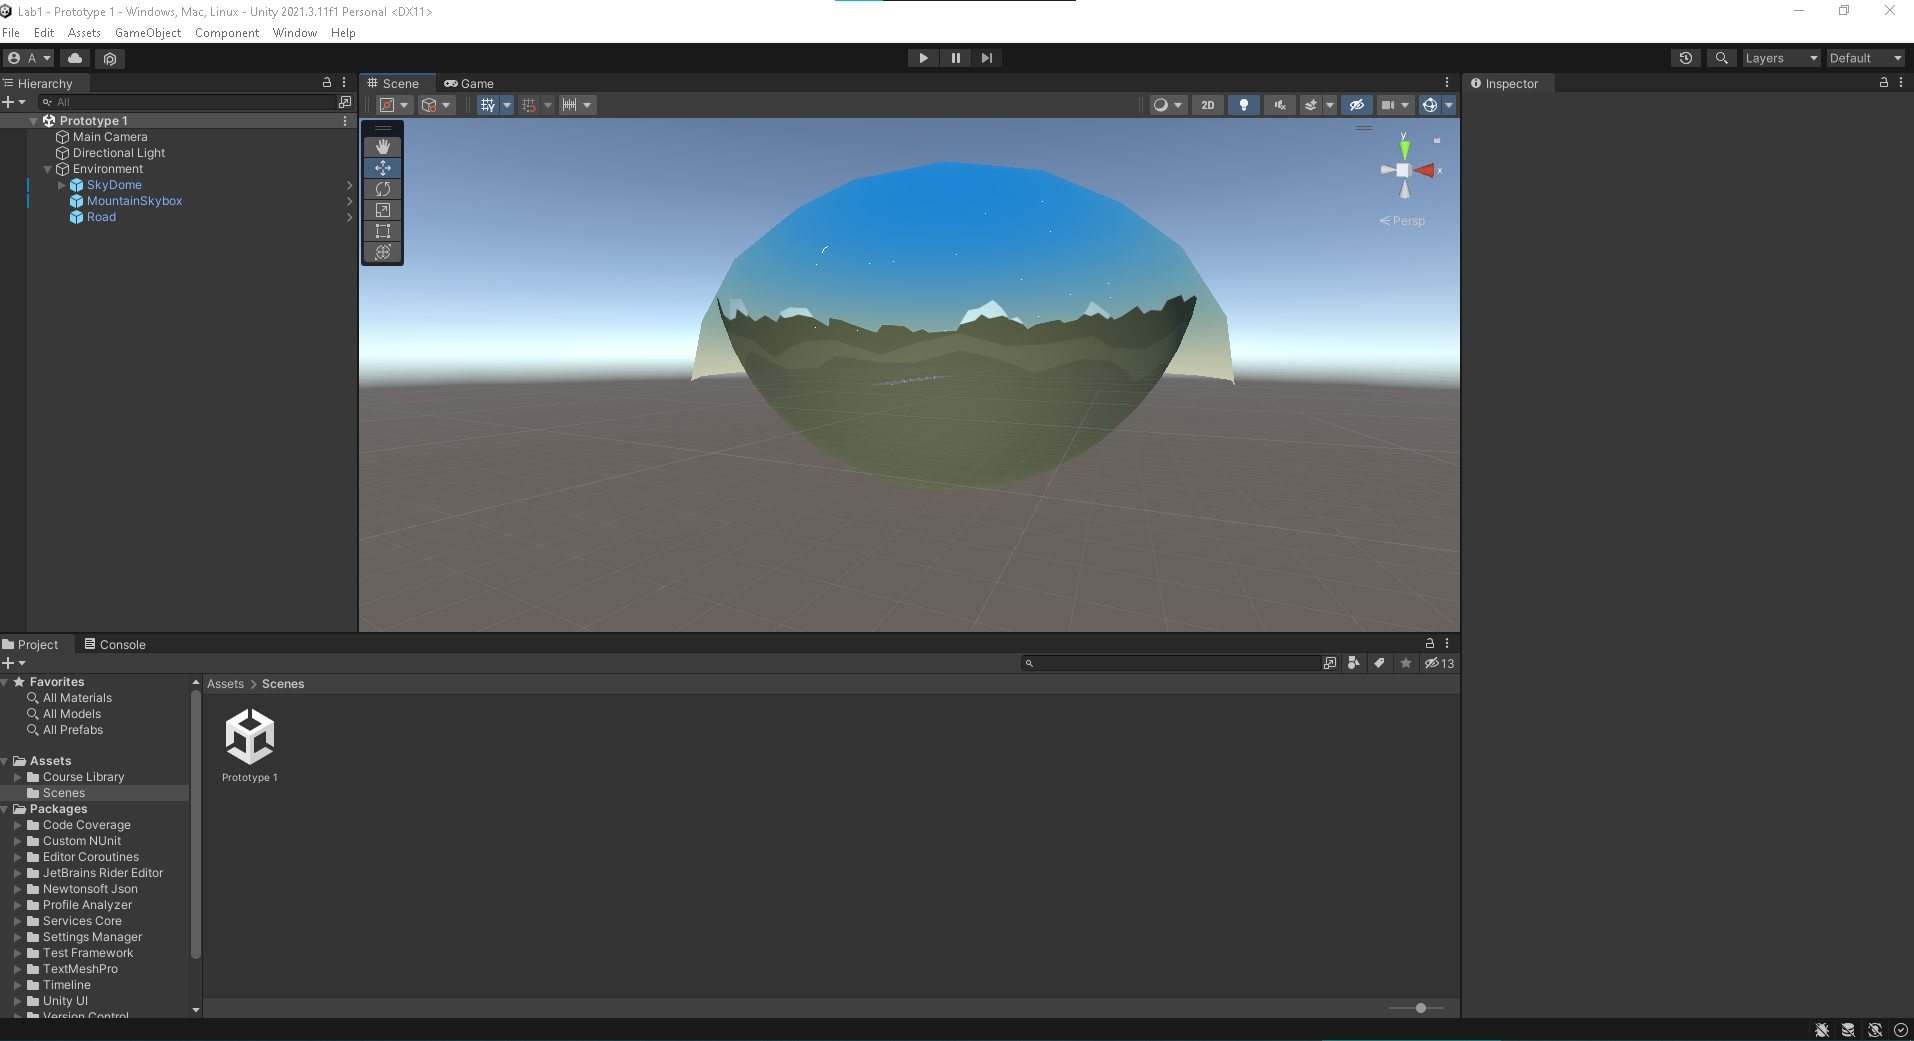 Lab1 - Prototype 1 - Windows, Mac, Linux - Unity 2021.3.11f1 Personal <DX11>
File Edit Assets GameObject Component Window Help
A
Layers
Default
Hierarchy
Scene
Game
Inspector
All
2D
Prototype 1
Main Camera
Directional Light
Environment
SkyDome
MountainSkybox
Road
y
x
Persp
Project
Console
13
Favorites
All Materials
All Models
All Prefabs
Assets
Course Library
Scenes
Packages
Code Coverage
Custom NUnit
Editor Coroutines
JetBrains Rider Editor
Newtonsoft Json
Profile Analyzer
Services Core
Settings Manager
Test Framework
TextMeshPro
Timeline
Unity UI
Version Control
Assets > Scenes
Prototype 1